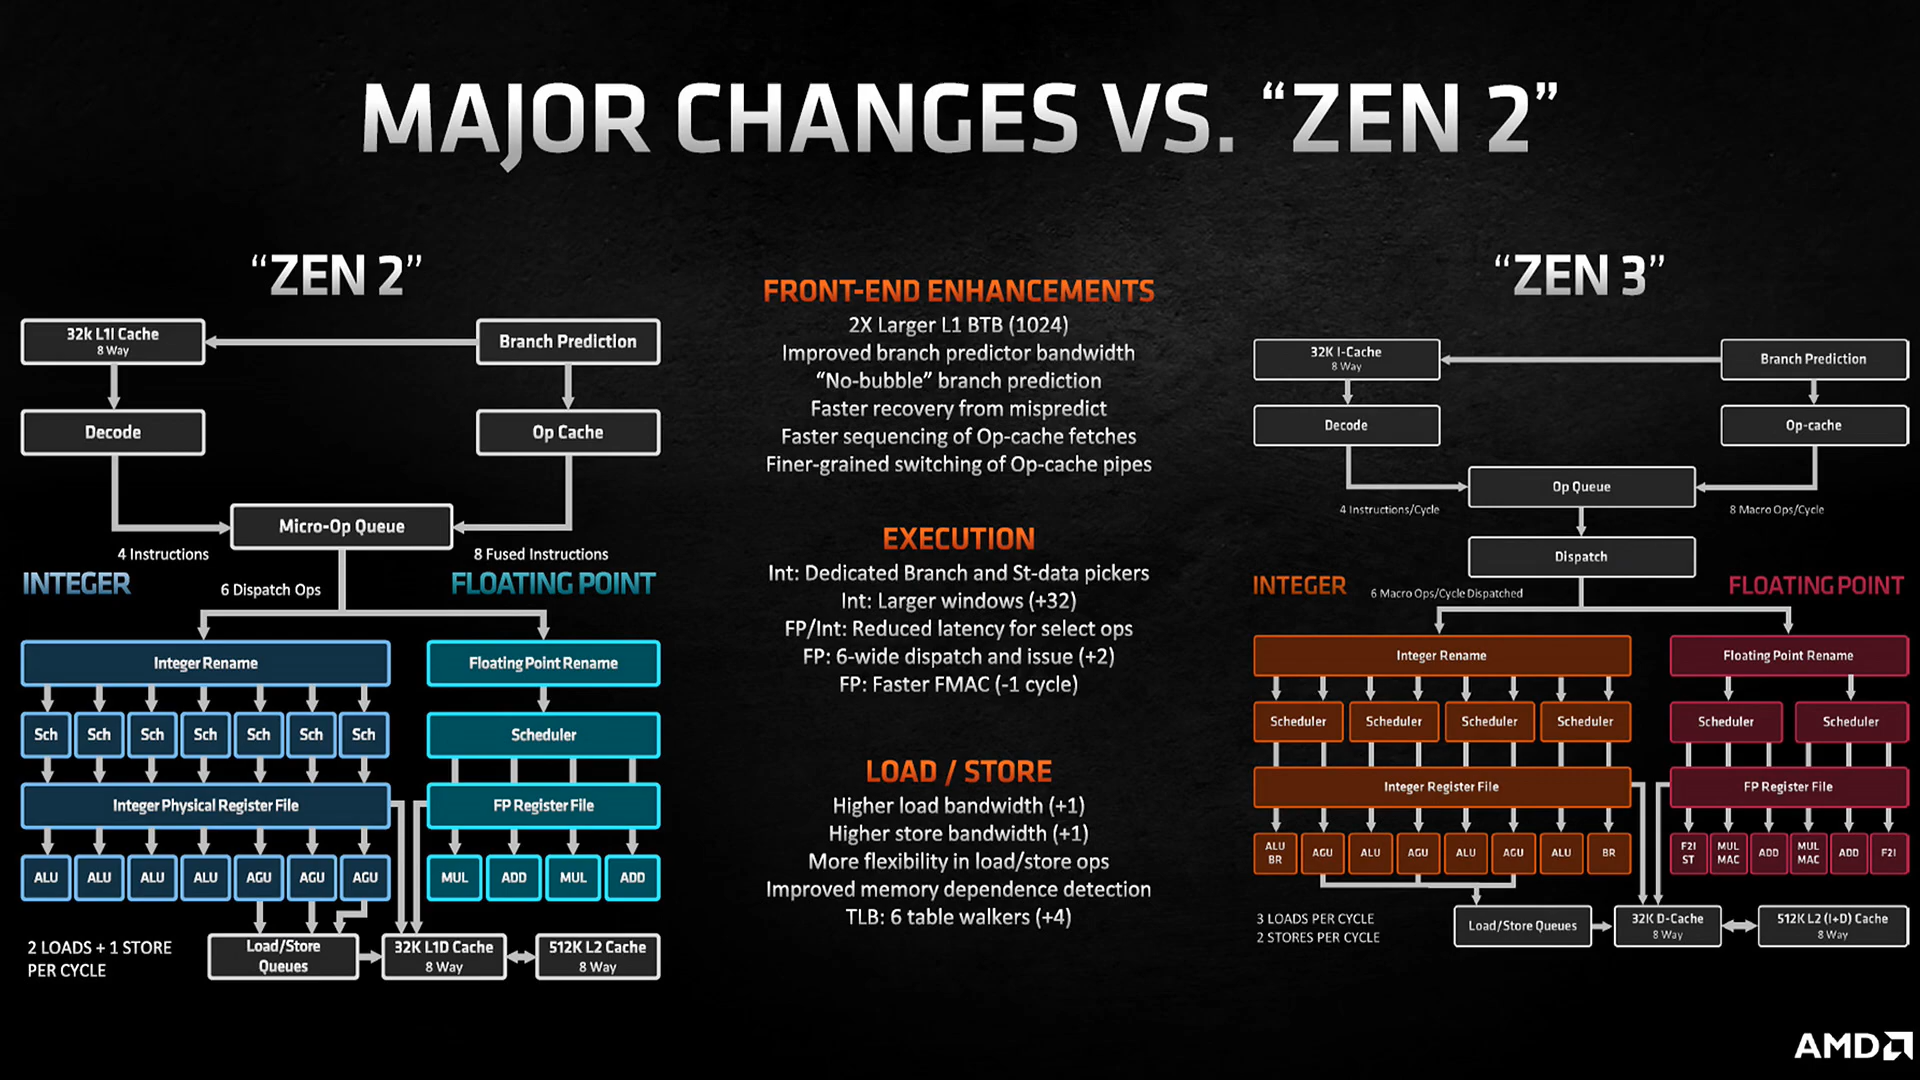 MAJOR CHANGES VS. “ZEN 2”
“ZEN 2”
32k L1I Cache
8 Way
Branch Prediction
Decode
Op Cache
Micro-Op Queue
4 Instructions
8 Fused Instructions
INTEGER
6 Dispatch Ops
FLOATING POINT
Integer Rename
Floating Point Rename
Sch Sch Sch Sch Sch Sch Sch
Scheduler
Integer Physical Register File
FP Register File
ALU ALU ALU ALU AGU AGU AGU
MUL ADD MUL ADD
2 LOADS + 1 STORE
PER CYCLE
Load/Store
Queues
32K L1D Cache
8 Way
512K L2 Cache
8 Way
FRONT-END ENHANCEMENTS
2X Larger L1 BTB (1024)
Improved branch predictor bandwidth
“No-bubble” branch prediction
Faster recovery from mispredict
Faster sequencing of Op-cache fetches
Finer-grained switching of Op-cache pipes
EXECUTION
Int: Dedicated Branch and St-data pickers
Int: Larger windows (+32)
FP/Int: Reduced latency for select ops
FP: 6-wide dispatch and issue (+2)
FP: Faster FMAC (-1 cycle)
LOAD / STORE
Higher load bandwidth (+1)
Higher store bandwidth (+1)
More flexibility in load/store ops
Improved memory dependence detection
TLB: 6 table walkers (+4)
“ZEN 3”
32K I-Cache
8 Way
Branch Prediction
Decode
Op-cache
Op Queue
4 Instructions/Cycle
8 Macro Ops/Cycle
Dispatch
INTEGER
6 Macro Ops/Cycle Dispatched
FLOATING POINT
Integer Rename
Floating Point Rename
Scheduler Scheduler Scheduler Scheduler
Scheduler Scheduler
Integer Register File
FP Register File
ALU
BR
AGU
ALU
AGU
ALU
AGU
ALU
BR
F2I
ST
MUL
MAC
ADD
MUL
MAC
ADD
F2I
3 LOADS PER CYCLE
2 STORES PER CYCLE
Load/Store Queues
32K D-Cache
8 Way
512K L2 (I+D) Cache
8 Way
AMD